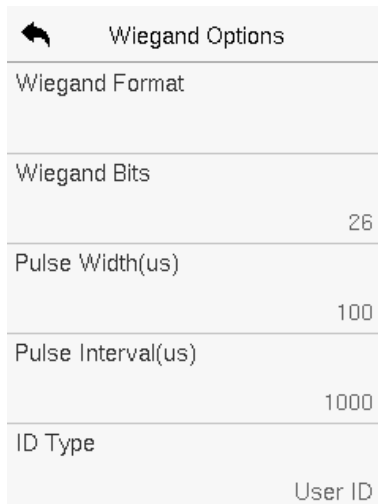 Wiegand Options
Wiegand Format
Wiegand Bits
26
Pulse Width(us)
100
Pulse Interval(us)
1000
ID Type
User ID